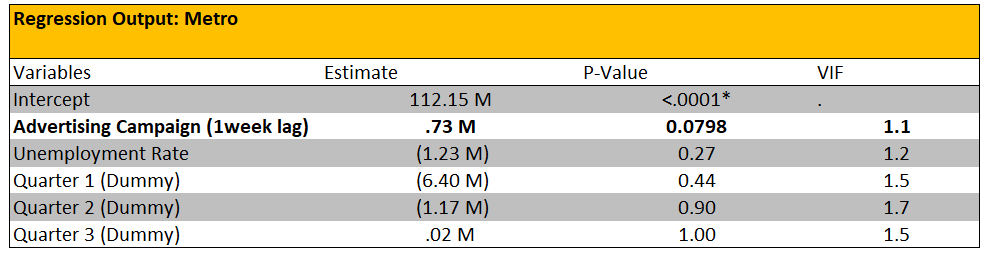 Regression Output: Metro
Variables Estimate P-Value VIF
Intercept 112.15 M <.0001* .
Advertising Campaign (1week lag) .73 M 0.0798 1.1
Unemployment Rate (1.23 M) 0.27 1.2
Quarter 1 (Dummy) (6.40 M) 0.44 1.5
Quarter 2 (Dummy) (1.17 M) 0.90 1.7
Quarter 3 (Dummy) .02 M 1.00 1.5